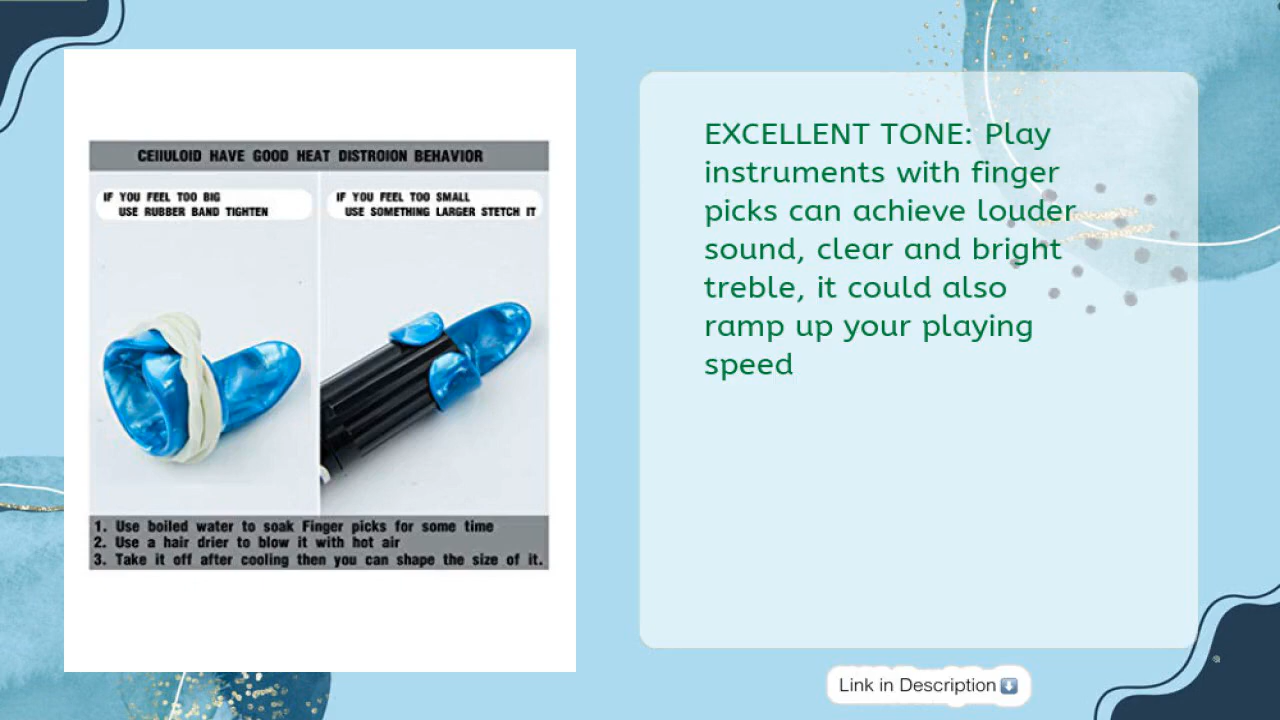 CEIIULOID HAVE GOOD HEAT DISTROION BEHAVIOR
IF YOU FEEL TOO BIG
USE RUBBER BAND TIGHTEN
IF YOU FEEL TOO SMALL
USE SOMETHING LARGER STETCH IT
1. Use boiled water to soak Finger picks for some time
2. Use a hair drier to blow it with hot air
3. Take it off after cooling then you can shape the size of it.
EXCELLENT TONE: Play
instruments with finger
picks can achieve louder
sound, clear and bright
treble, it could also
ramp up your playing
speed
Link in Description⬇️